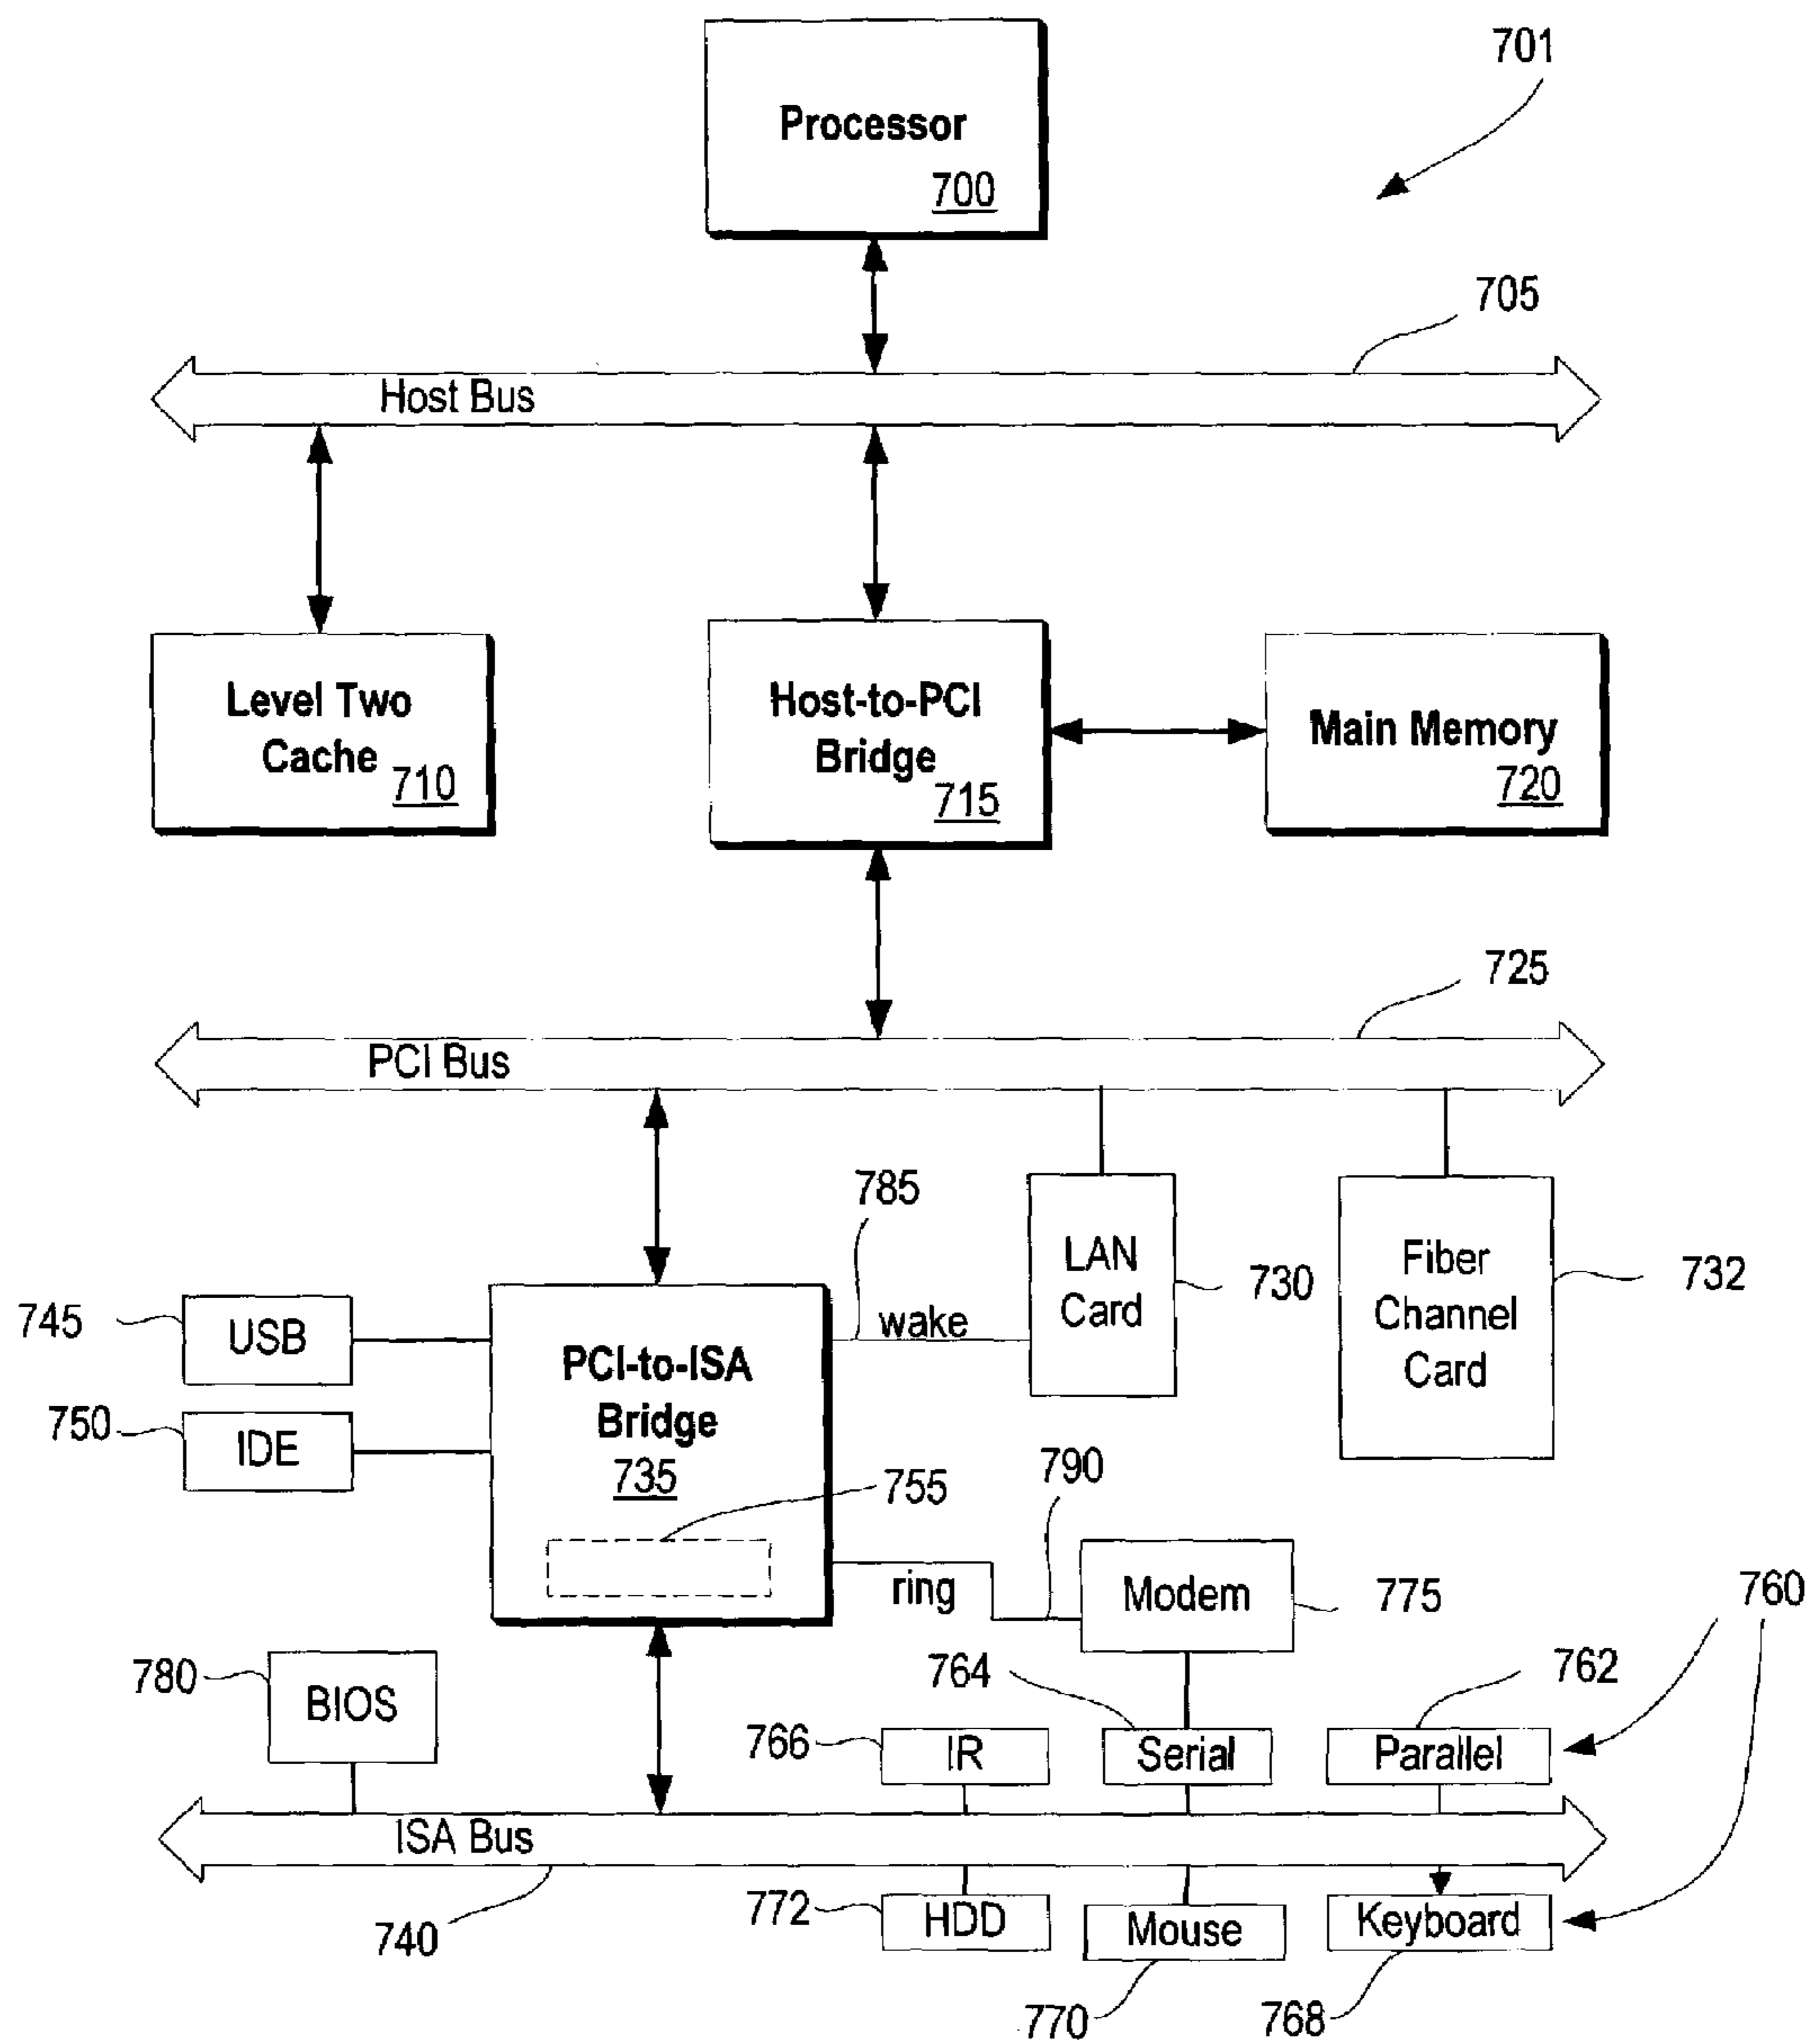 701
Processor
700
705
Host Bus
Level Two
Cache
710
Host-to-PCI
Bridge
715
Main Memory
720
725
PCI Bus
785
LAN
Card
730
Fiber
Channel
Card
732
745
USB
wake
PCI-to-ISA
Bridge
735
750
IDE
755
790
ring
Modem
775
760
780
BIOS
764
762
766
IR
Serial
Parallel
ISA Bus
740
772
HDD
Mouse
Keyboard
770
768